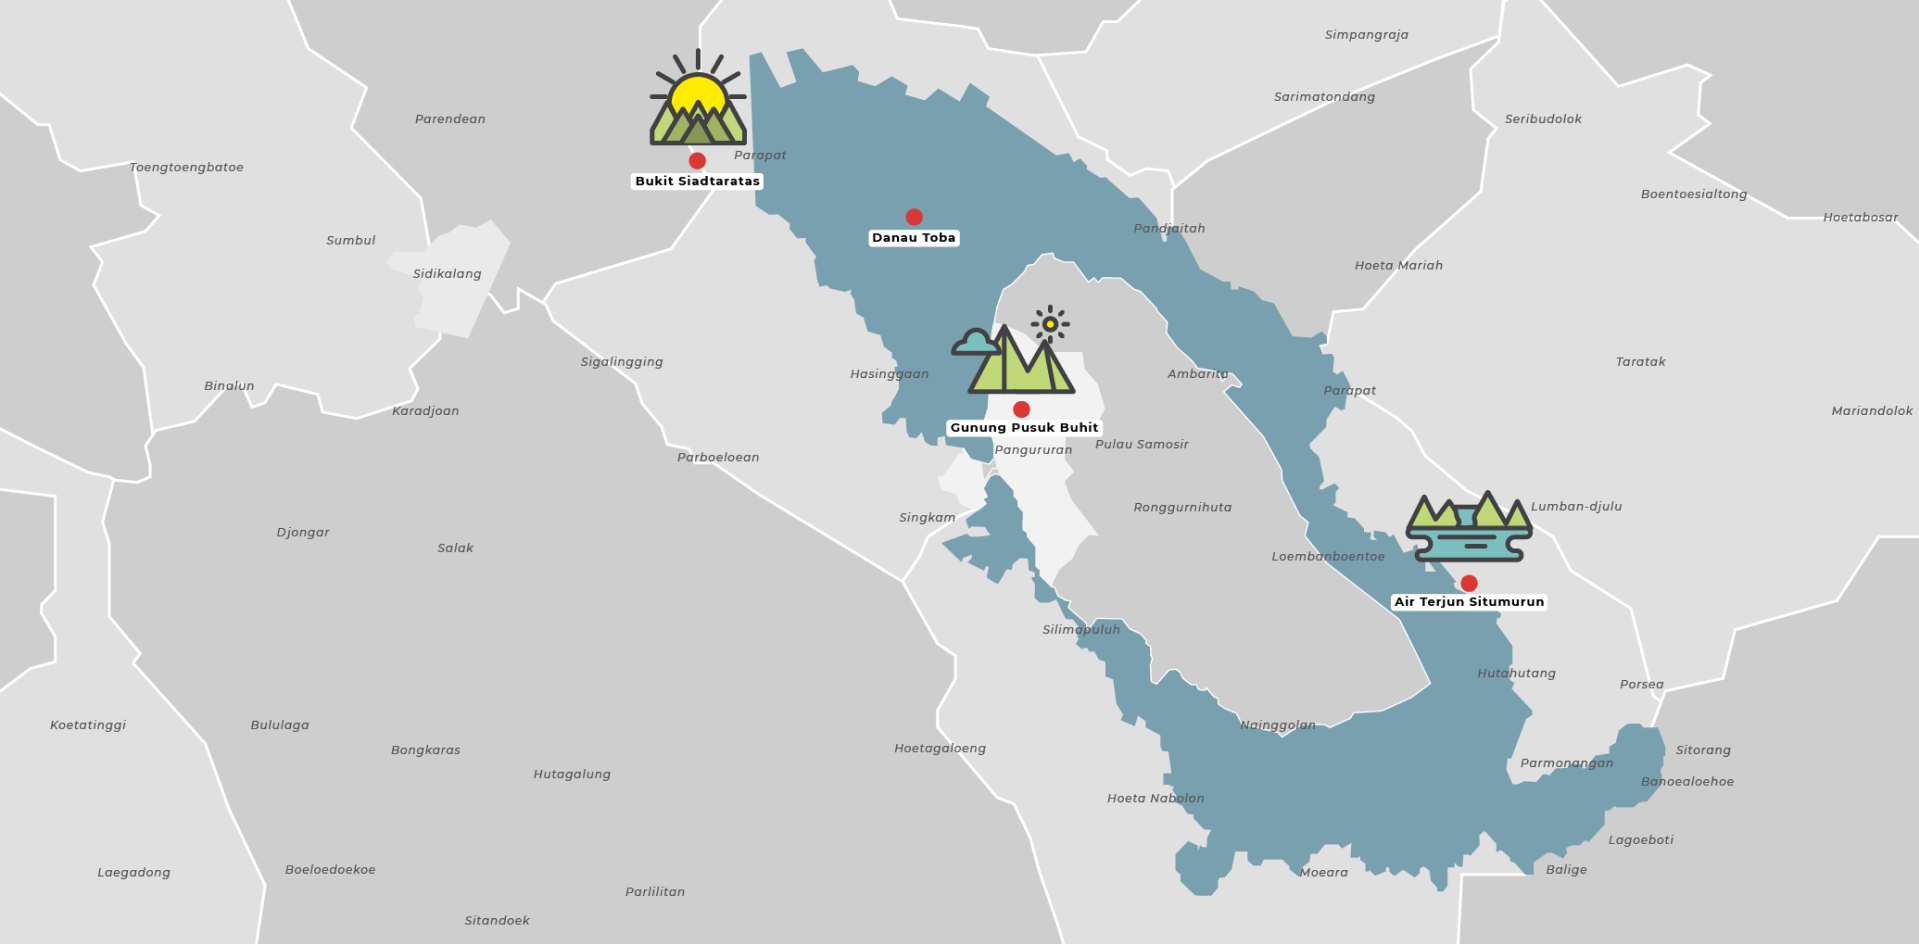 Simpangraja
Sarimatondang
Parendean
Seribudolok
Parapat
Toengtoengbatoe
Bukit Siadtaratas
Boentoesialtong
Hoetabosar
Pandjaitah
Danau Toba
Sumbul
Hoeta Mariah
Sidikalang
Sigalingging
Taratak
Hasinggaan
Ambarita
Binalun
Parapat
Karadjoan
Mariandolok
Gunung Pusuk Buhit
Pulau Samosir
Pangururan
Parboeloean
Lumban-djulu
Ronggurnihuta
Singkam
Djongar
Salak
Loembanboentoe
Air Terjun Situmurun
Silimapuluh
Hutahutang
Porsea
Koetatinggi
Bululaga
Nainggolan
Bongkaras
Hoetagaloeng
Sitorang
Parmonangan
Hutagalung
Banoealoehoe
Hoeta Nabolon
Lagoeboti
Laegadong
Boeloedoekoe
Moeara
Balige
Parlilitan
Sitandoek